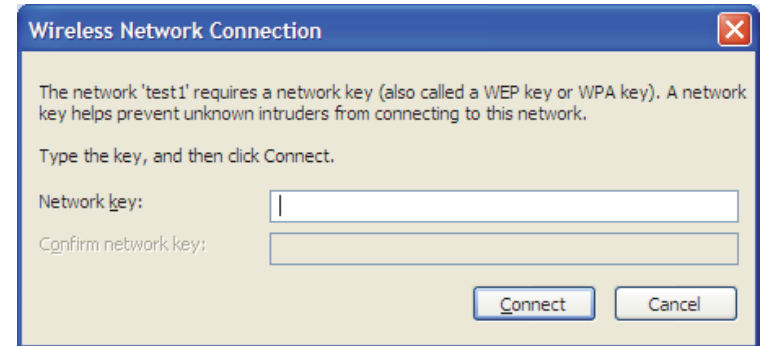 Wireless Network Connection
The network 'test1' requires a network key (also called a WEP key or WPA key). A network
key helps prevent unknown intruders from connecting to this network.
Type the key, and then click Connect.
Network key:
Confirm network key:
Connect Cancel